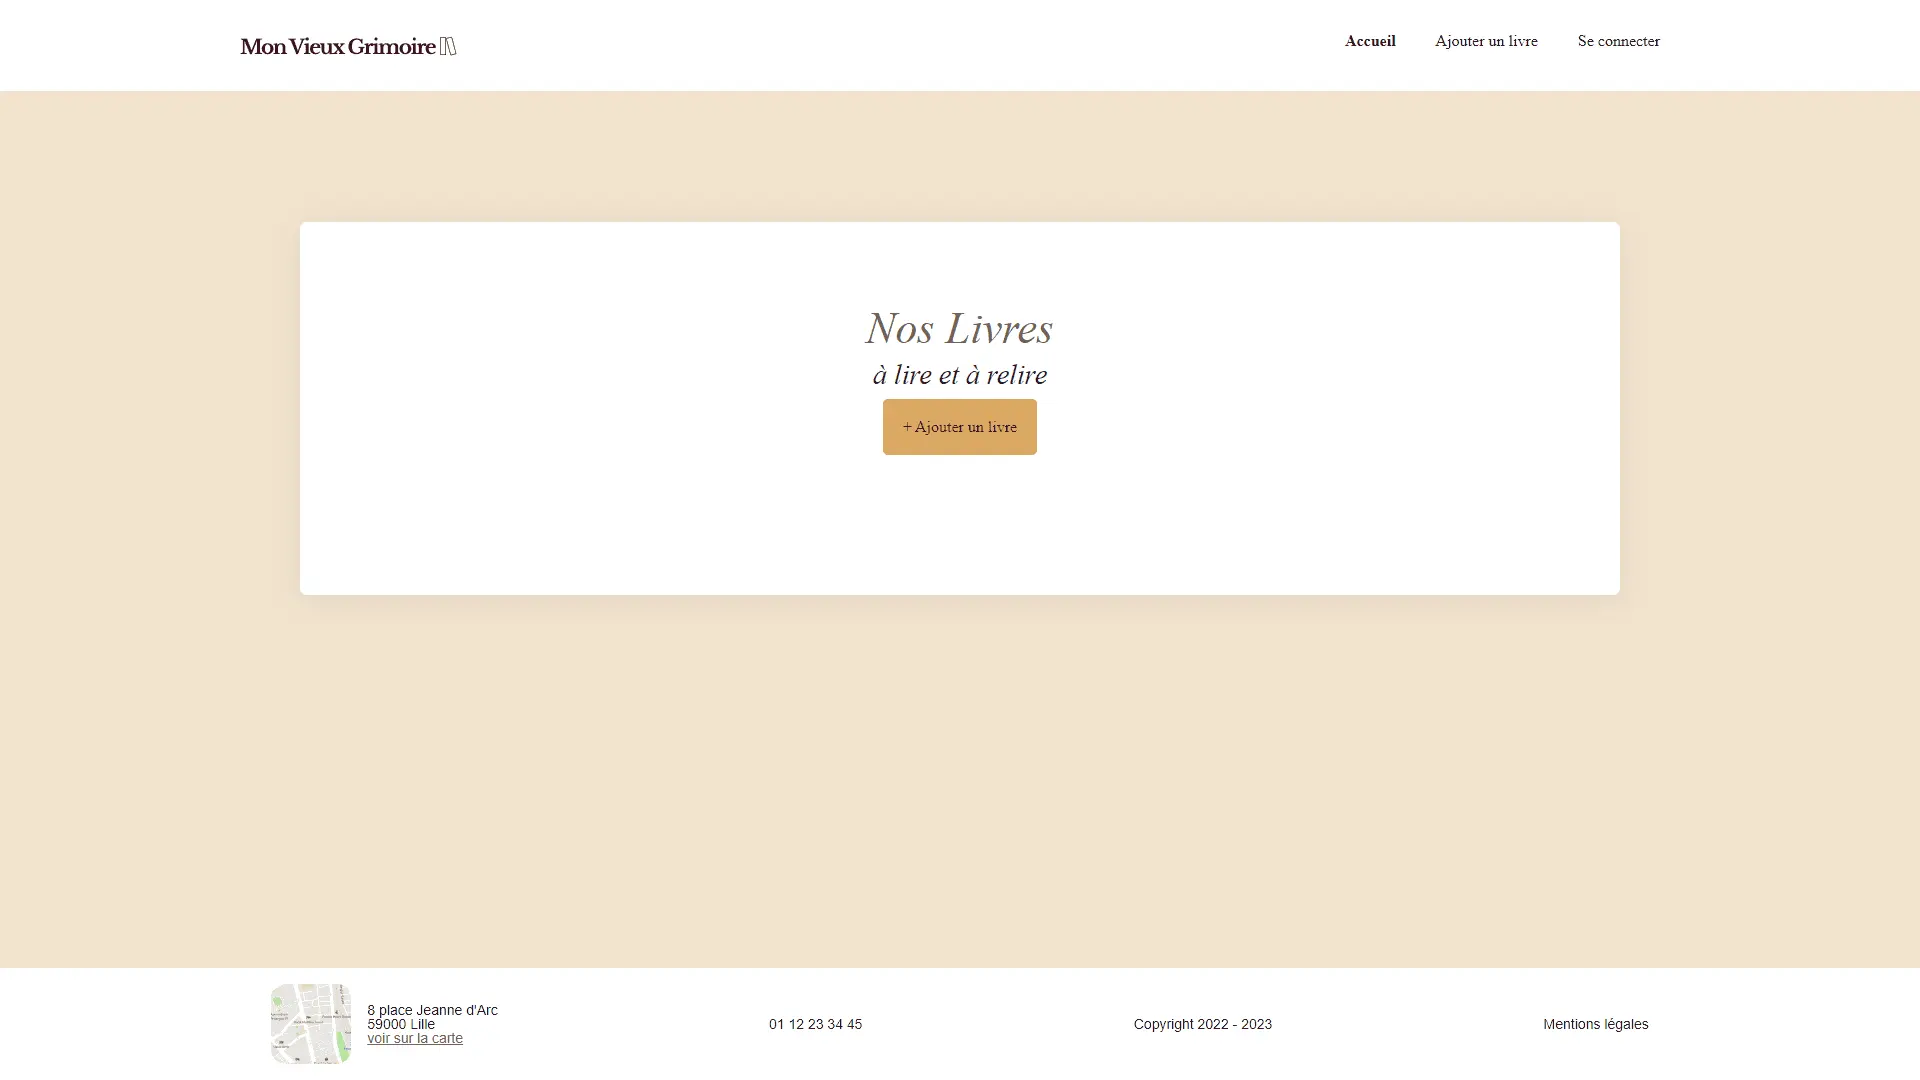 Mon Vieux Grimoire
Accueil
Ajouter un livre
Se connecter
Nos Livres
à lire et à relire
+ Ajouter un livre
8 place Jeanne d'Arc
59000 Lille
voir sur la carte
01 12 23 34 45
Copyright 2022 - 2023
Mentions légales